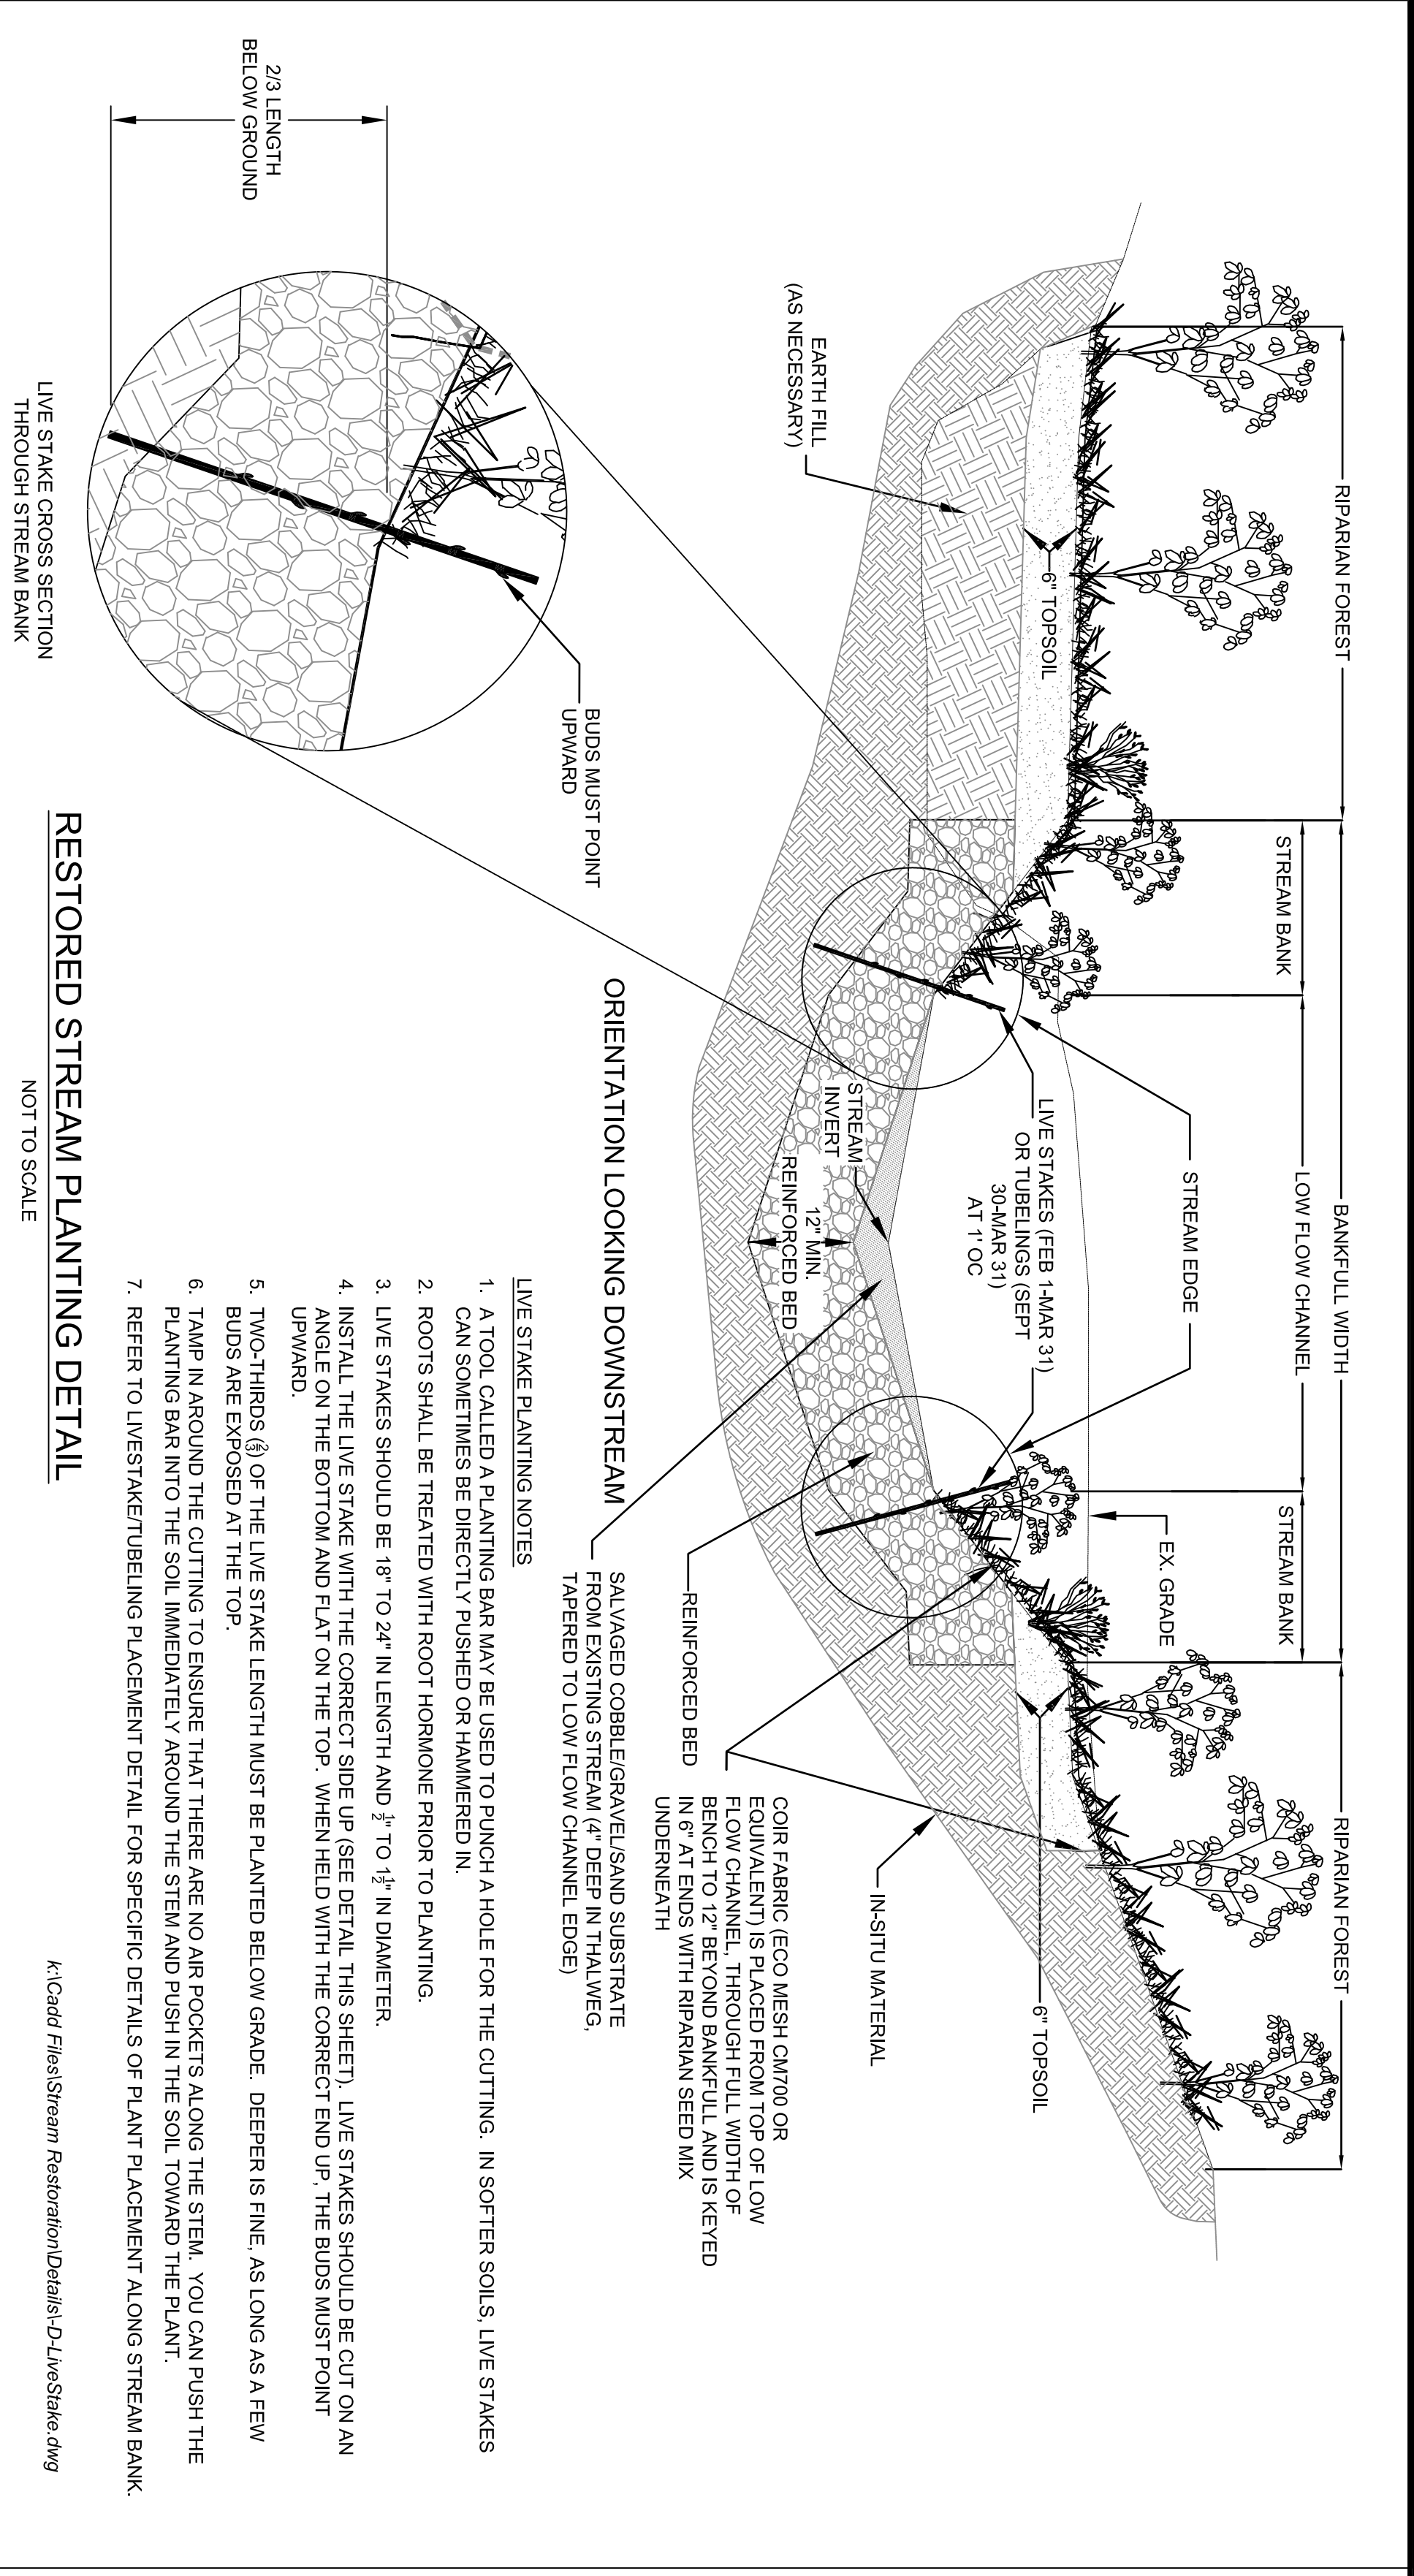 RIPARIAN FOREST
BANKFULL WIDTH
RIPARIAN FOREST
STREAM BANK
LOW FLOW CHANNEL
STREAM BANK
STREAM EDGE
EX. GRADE
LIVE STAKES (FEB 1-MAR 31)
OR TUBELINGS (SEPT
30-MAR 31)
AT 1' OC
6" TOPSOIL
6" TOPSOIL
EARTH FILL
(AS NECESSARY)
STREAM
INVERT
12" MIN.
REINFORCED BED
IN-SITU MATERIAL
COIR FABRIC (ECO MESH CM700 OR
EQUIVALENT) IS PLACED FROM TOP OF LOW
FLOW CHANNEL, THROUGH FULL WIDTH OF
BENCH TO 12" BEYOND BANKFULL AND IS KEYED
IN 6" AT ENDS WITH RIPARIAN SEED MIX
UNDERNEATH
REINFORCED BED
SALVAGED COBBLE/GRAVEL/SAND SUBSTRATE
FROM EXISTING STREAM (4" DEEP IN THALWEG,
TAPERED TO LOW FLOW CHANNEL EDGE)
ORIENTATION LOOKING DOWNSTREAM
BUDS MUST POINT
UPWARD
2/3 LENGTH
BELOW GROUND
LIVE STAKE CROSS SECTION
THROUGH STREAM BANK
LIVE STAKE PLANTING NOTES
1. A TOOL CALLED A PLANTING BAR MAY BE USED TO PUNCH A HOLE FOR THE CUTTING. IN SOFTER SOILS, LIVE STAKES
CAN SOMETIMES BE DIRECTLY PUSHED OR HAMMERED IN.
2. ROOTS SHALL BE TREATED WITH ROOT HORMONE PRIOR TO PLANTING.
3. LIVE STAKES SHOULD BE 18" TO 24" IN LENGTH AND 1/2" TO 1 1/2" IN DIAMETER.
4. INSTALL THE LIVE STAKE WITH THE CORRECT SIDE UP (SEE DETAIL THIS SHEET). LIVE STAKES SHOULD BE CUT ON AN
ANGLE ON THE BOTTOM AND FLAT ON THE TOP. WHEN HELD WITH THE CORRECT END UP, THE BUDS MUST POINT
UPWARD.
5. TWO-THIRDS (2/3) OF THE LIVE STAKE LENGTH MUST BE PLANTED BELOW GRADE. DEEPER IS FINE, AS LONG AS A FEW
BUDS ARE EXPOSED AT THE TOP.
6. TAMP IN AROUND THE CUTTING TO ENSURE THAT THERE ARE NO AIR POCKETS ALONG THE STEM. YOU CAN PUSH THE
PLANTING BAR INTO THE SOIL IMMEDIATELY AROUND THE STEM AND PUSH IN THE SOIL TOWARD THE PLANT.
7. REFER TO LIVESTAKE/TUBELING PLACEMENT DETAIL FOR SPECIFIC DETAILS OF PLANT PLACEMENT ALONG STREAM BANK.
RESTORED STREAM PLANTING DETAIL
NOT TO SCALE
k:\Cadd Files\Stream Restoration\Details\-D-LiveStake.dwg